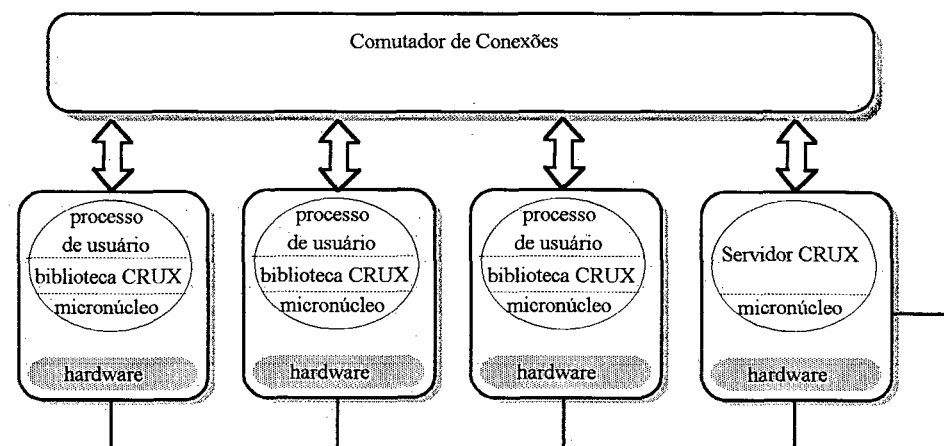 Comutador de Conexões
processo
de usuário
biblioteca CRUX
micronúcleo
hardware
processo
de usuário
biblioteca CRUX
micronúcleo
hardware
processo
de usuário
biblioteca CRUX
micronúcleo
hardware
Servidor CRUX
micronúcleo
hardware